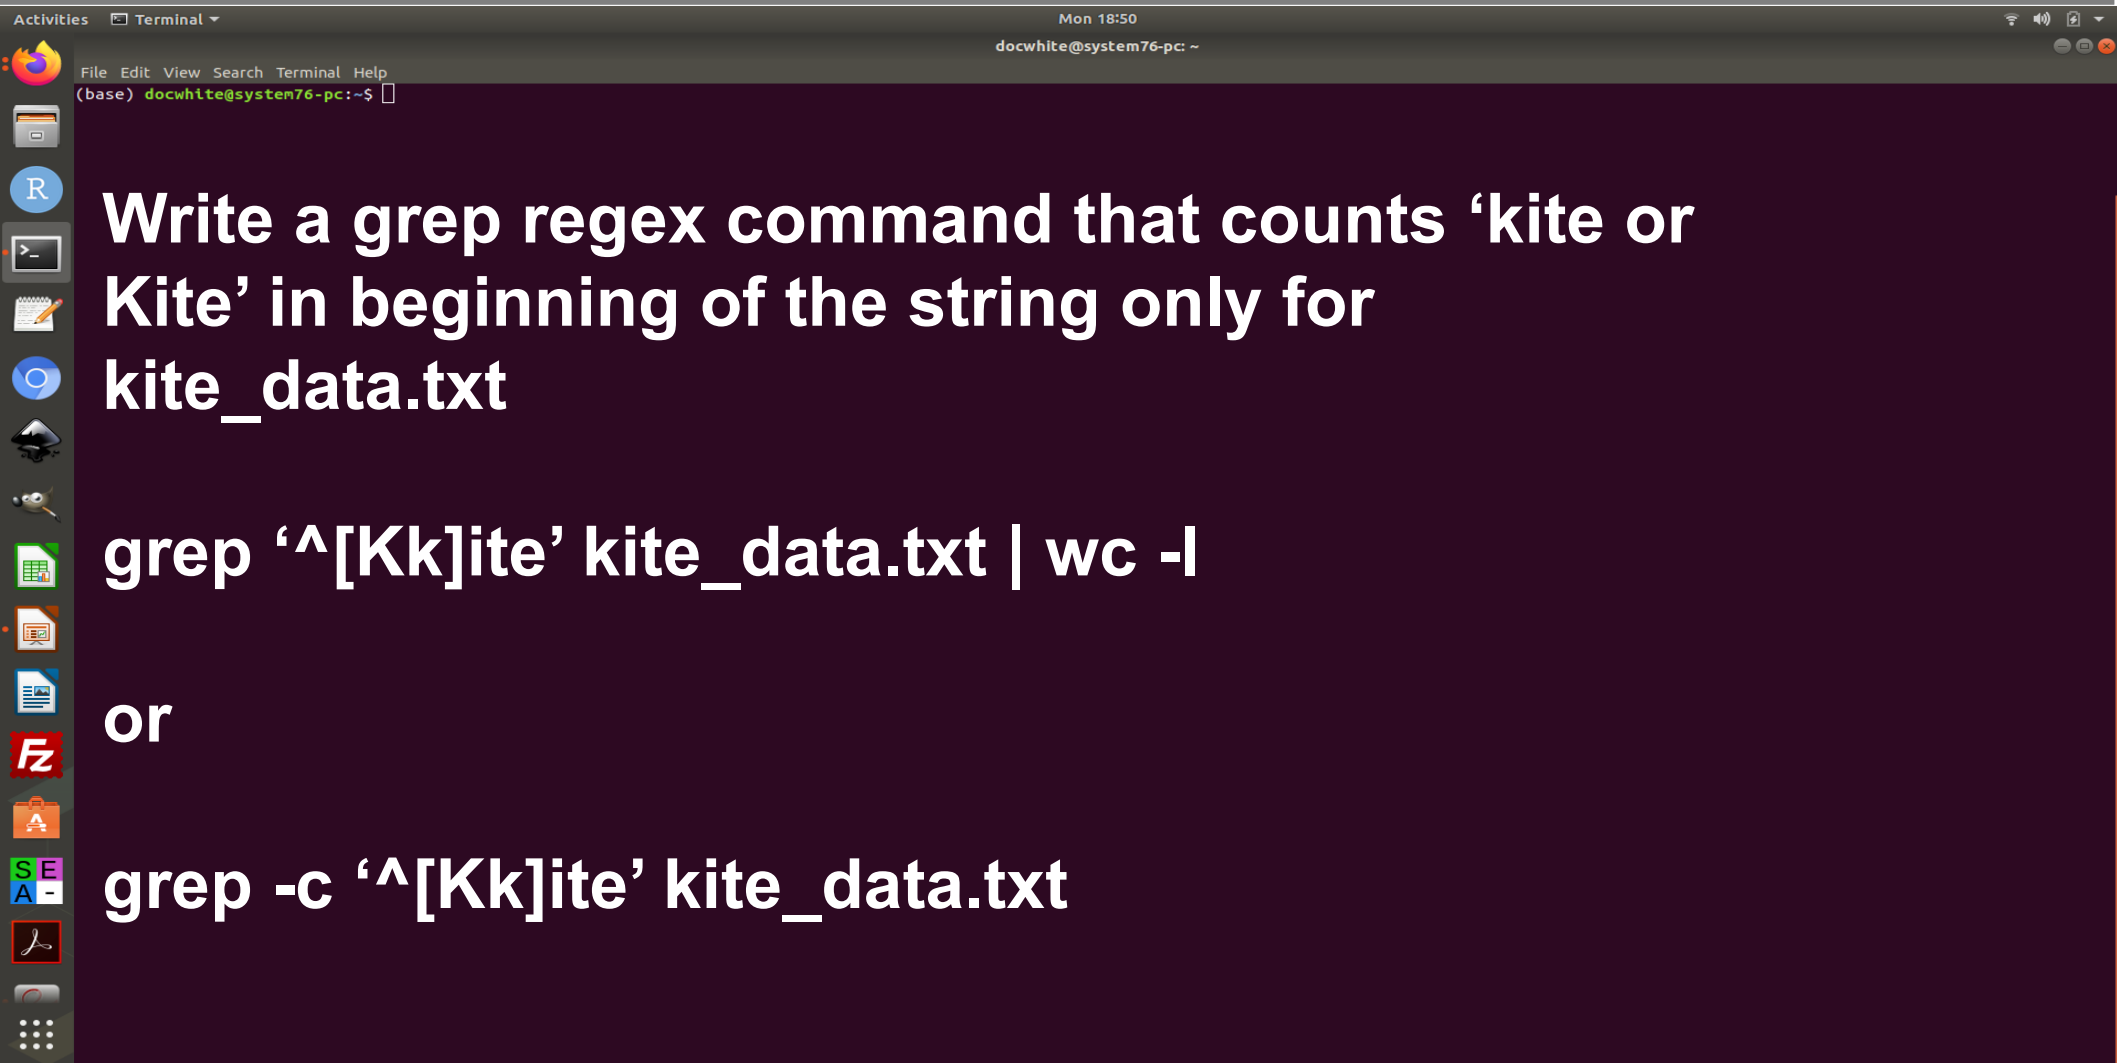 Activities Terminal Mon 18:50
docwhite@system76-pc: ~
File Edit View Search Terminal Help
(base) docwhite@system76-pc:~$
R
>_
Write a grep regex command that counts ‘kite or
Kite’ in beginning of the string only for
kite_data.txt
grep ‘^[Kk]ite’ kite_data.txt | wc -l
or
grep -c ‘^[Kk]ite’ kite_data.txt
Fz
A
S E
A -